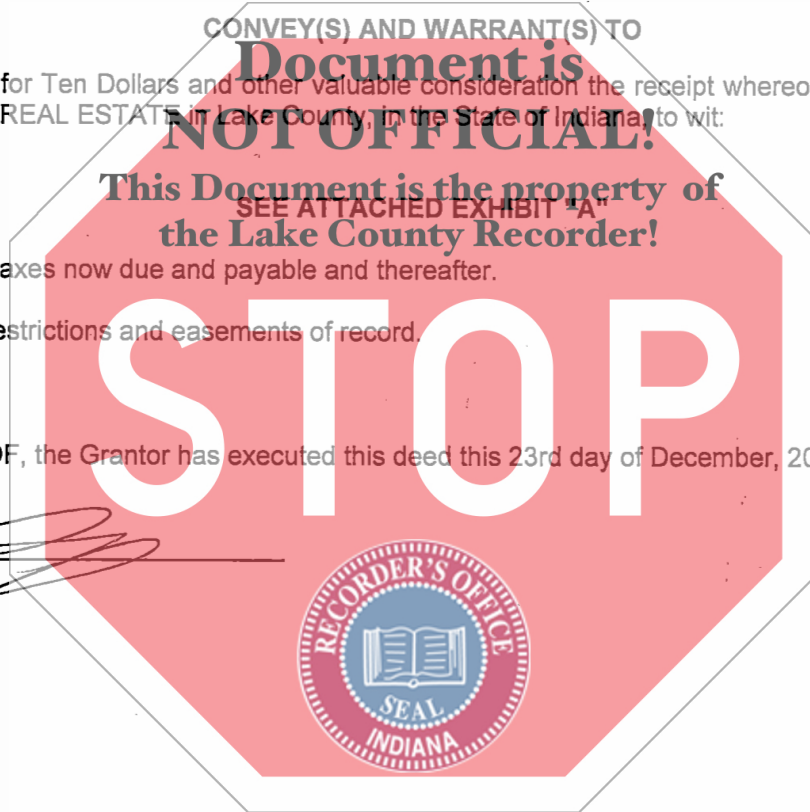 CONVEY(S) AND WARRANT(S) TO
Document is
for Ten Dollars and other valuable consideration the receipt whereo
REAL ESTATE in Lake County, in the State of Indiana, to wit:
NOT OFFICIAL!
This Document is the property of
SEE ATTACHED EXHIBIT "A"
the Lake County Recorder!
axes now due and payable and thereafter.
estrictions and easements of record.
STOP
OF, the Grantor has executed this deed this 23rd day of December, 20
RECORDER'S OFFICE
SEAL
INDIANA